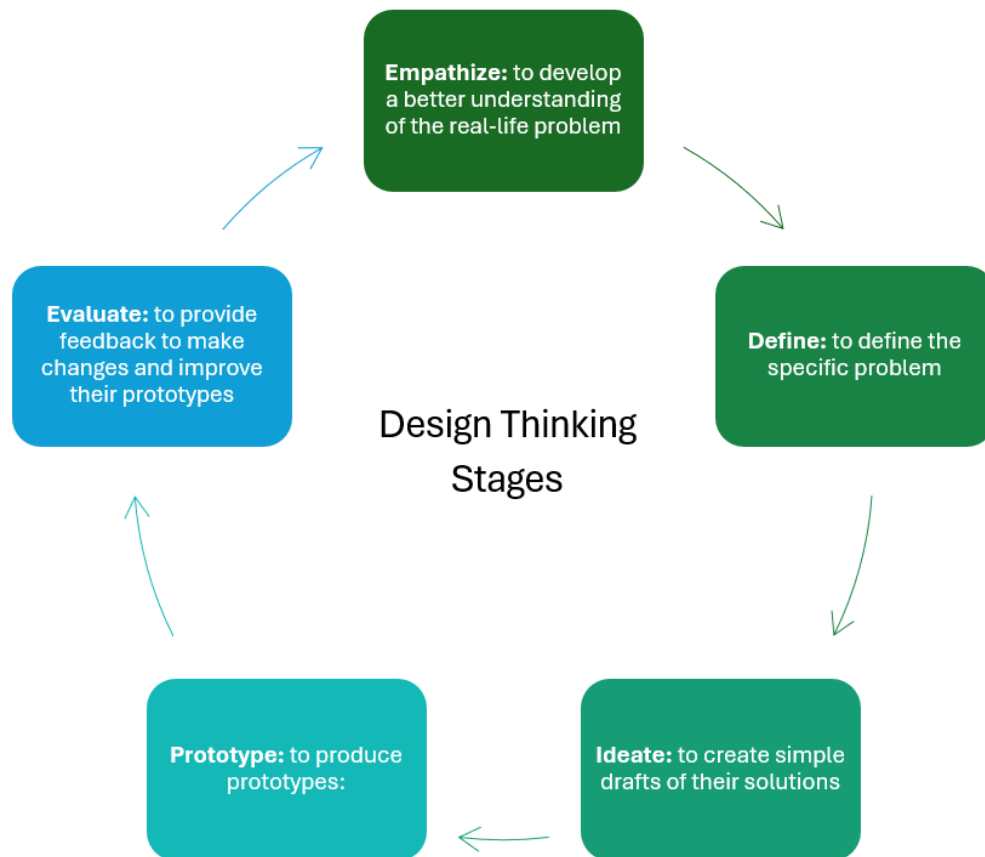 Empathize: to develop
a better understanding
of the real-life problem
Define: to define the
specific problem
Ideate: to create simple
drafts of their solutions
Prototype: to produce
prototypes:
Evaluate: to provide
feedback to make
changes and improve
their prototypes
Design Thinking
Stages